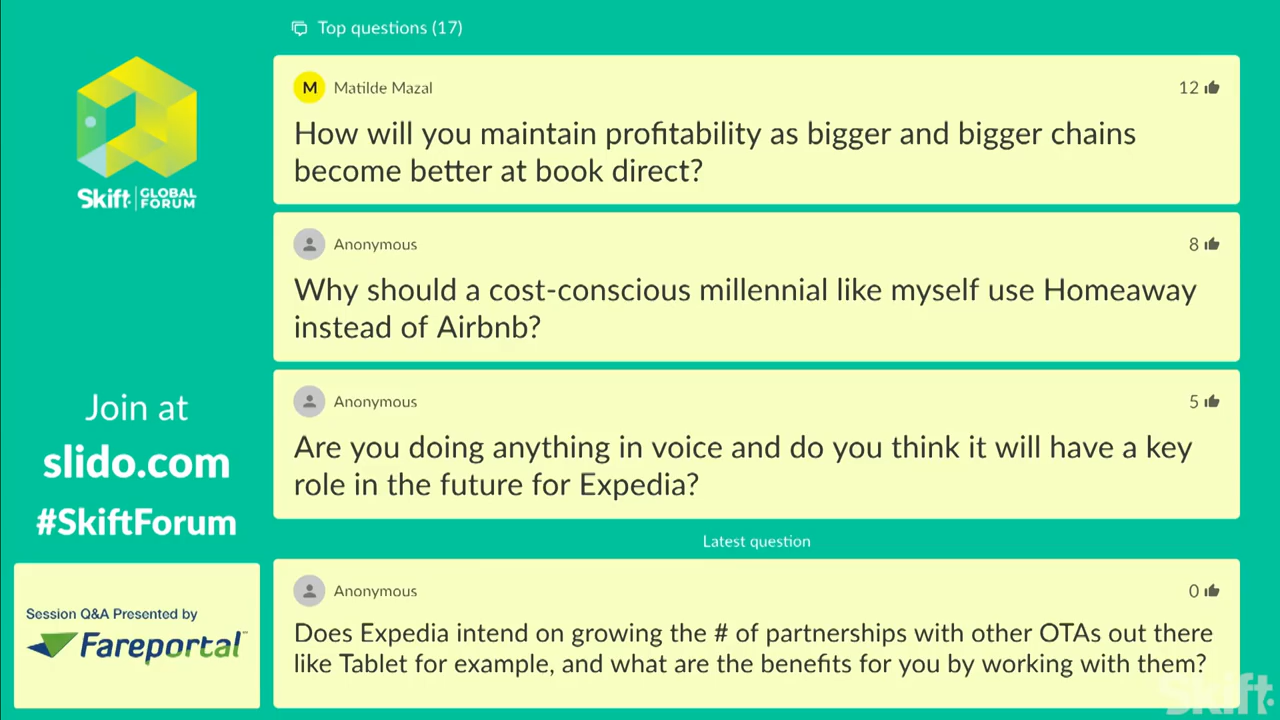 Top questions (17)
M Matilde Mazal 12
How will you maintain profitability as bigger and bigger chains
become better at book direct?
Skift GLOBAL
FORUM
Anonymous 8
Why should a cost-conscious millennial like myself use Homeaway
instead of Airbnb?
Anonymous 5
Are you doing anything in voice and do you think it will have a key
role in the future for Expedia?
Join at
slido.com
#SkiftForum
Latest question
Session Q&A Presented by
Fareportal™
Anonymous 0
Does Expedia intend on growing the # of partnerships with other OTAs out there
like Tablet for example, and what are the benefits for you by working with them?
Skift.